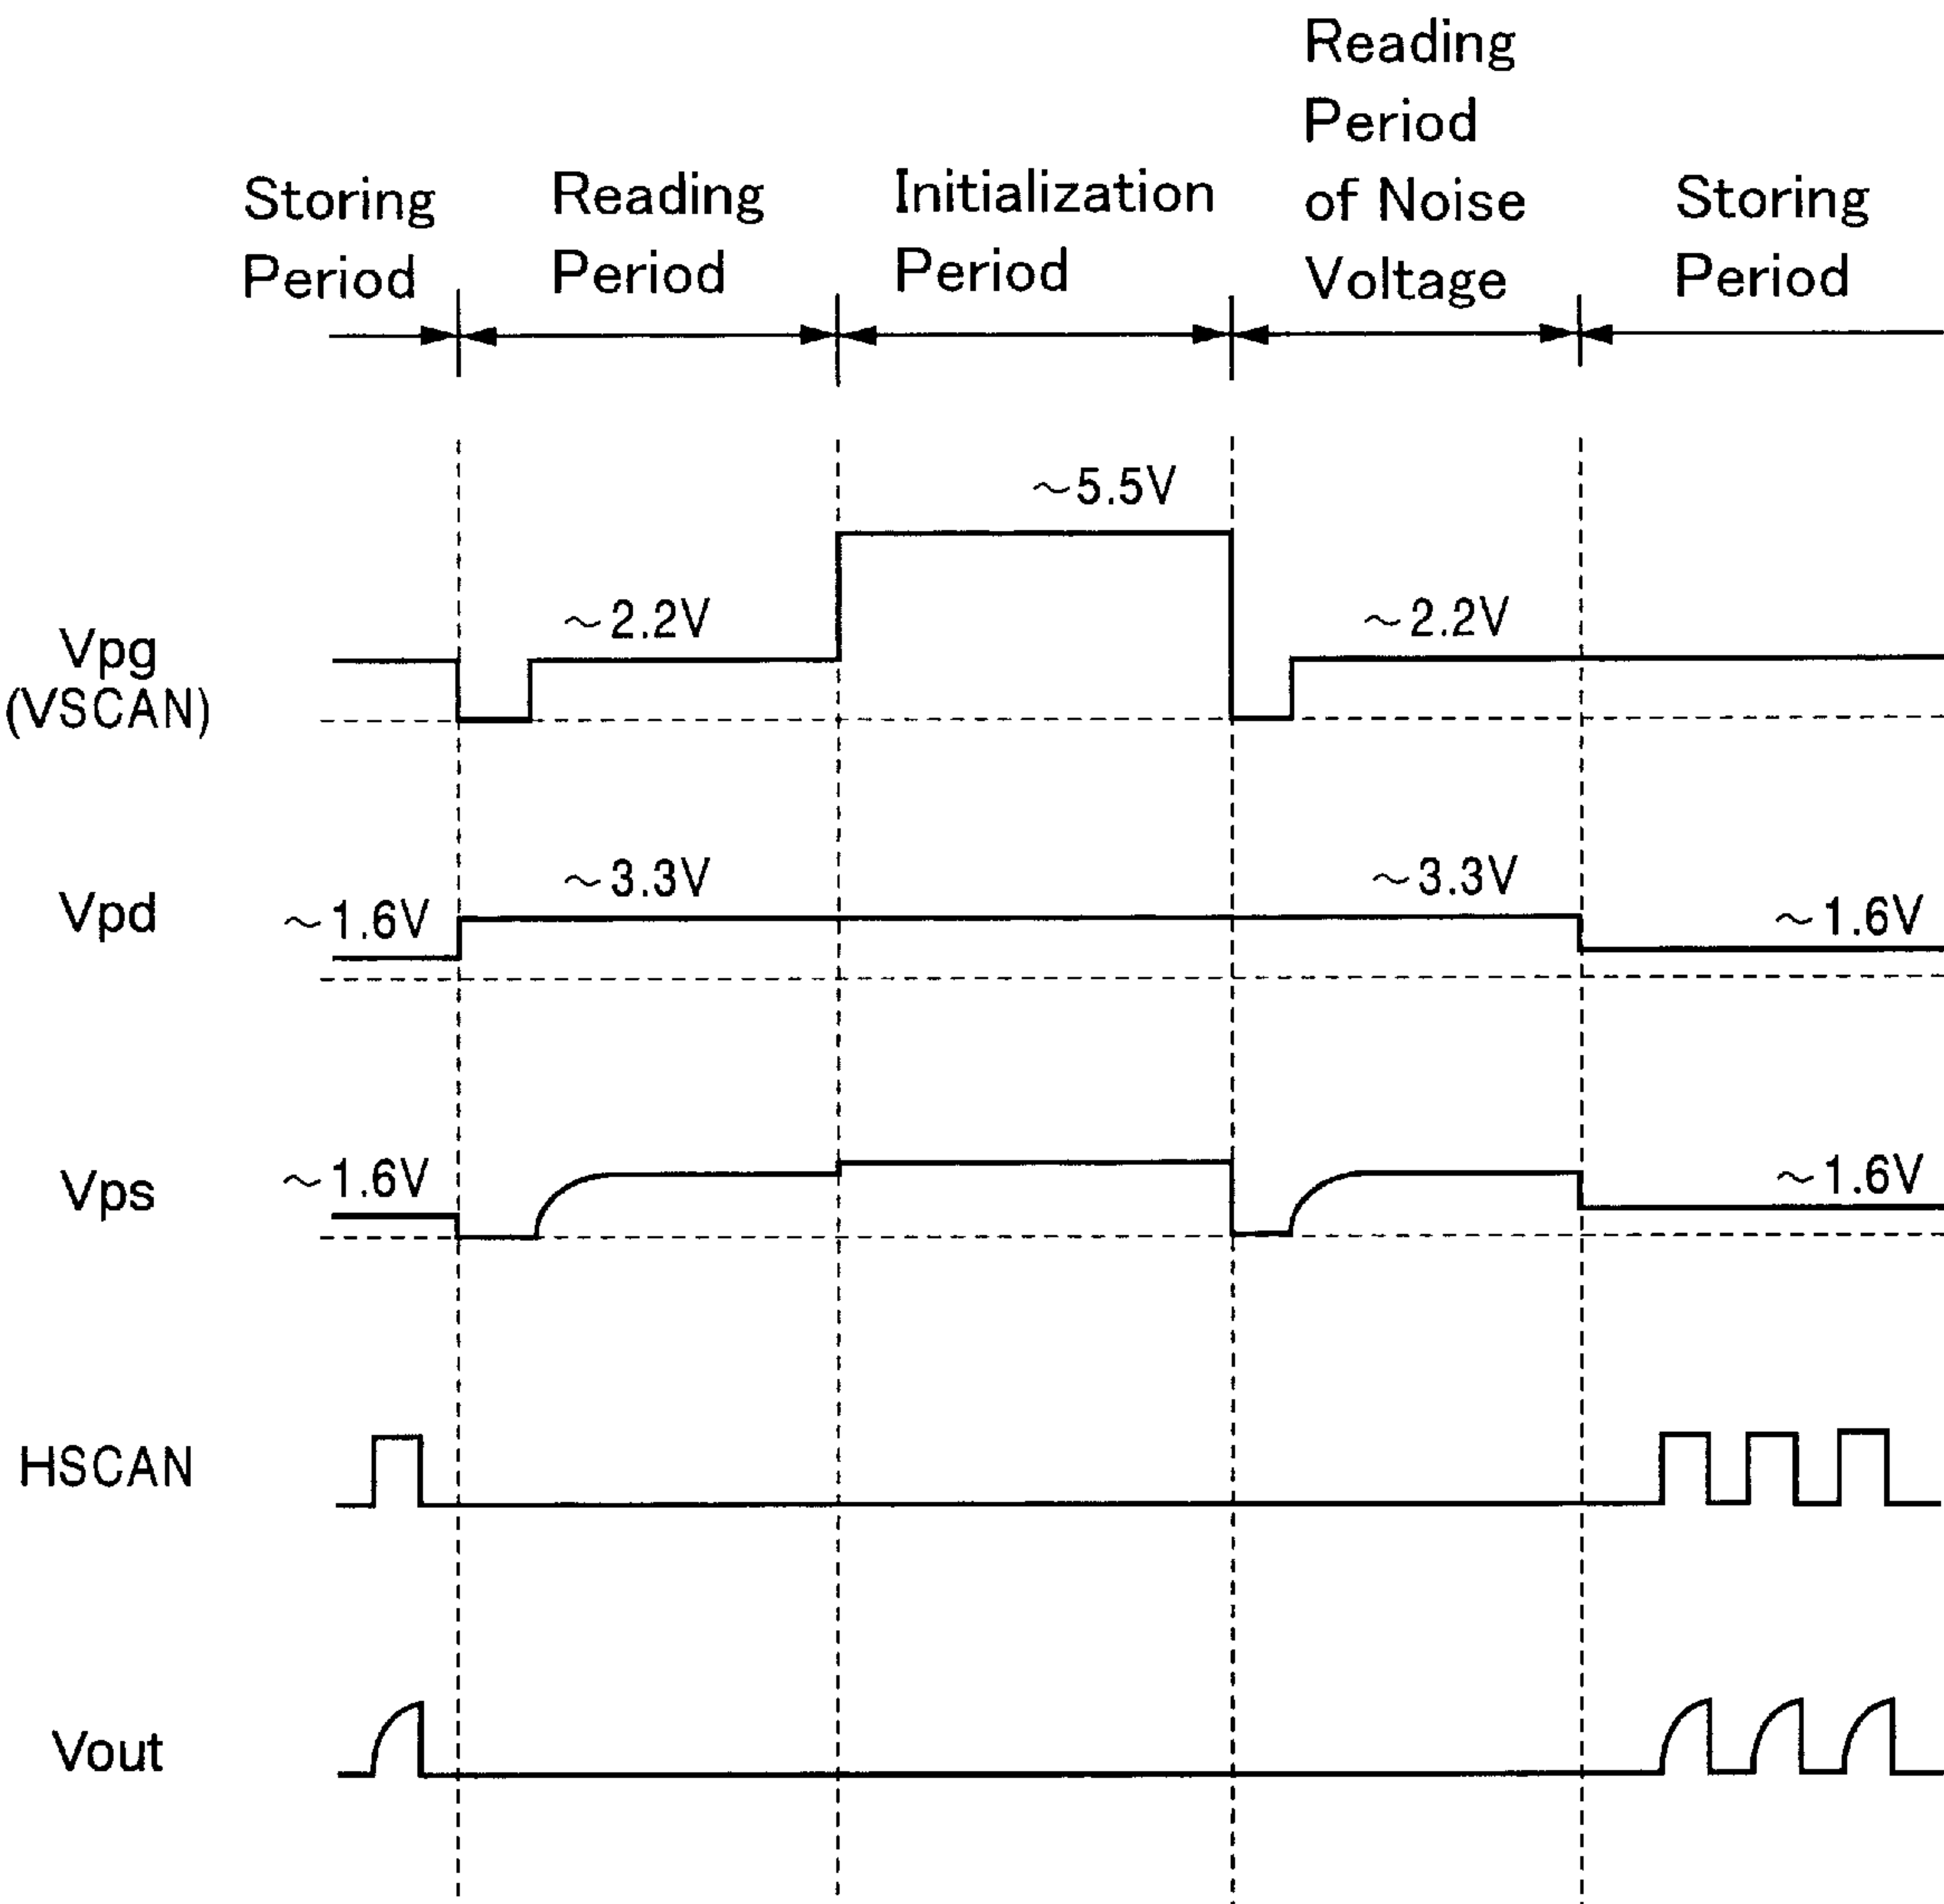 Storing
Period
Reading
Period
Initialization
Period
Reading
Period
of Noise
Voltage
Storing
Period
Vpg
(VSCAN)
~2.2V
~5.5V
~2.2V
Vpd
~1.6V
~3.3V
~3.3V
~1.6V
Vps
~1.6V
~1.6V
HSCAN
Vout